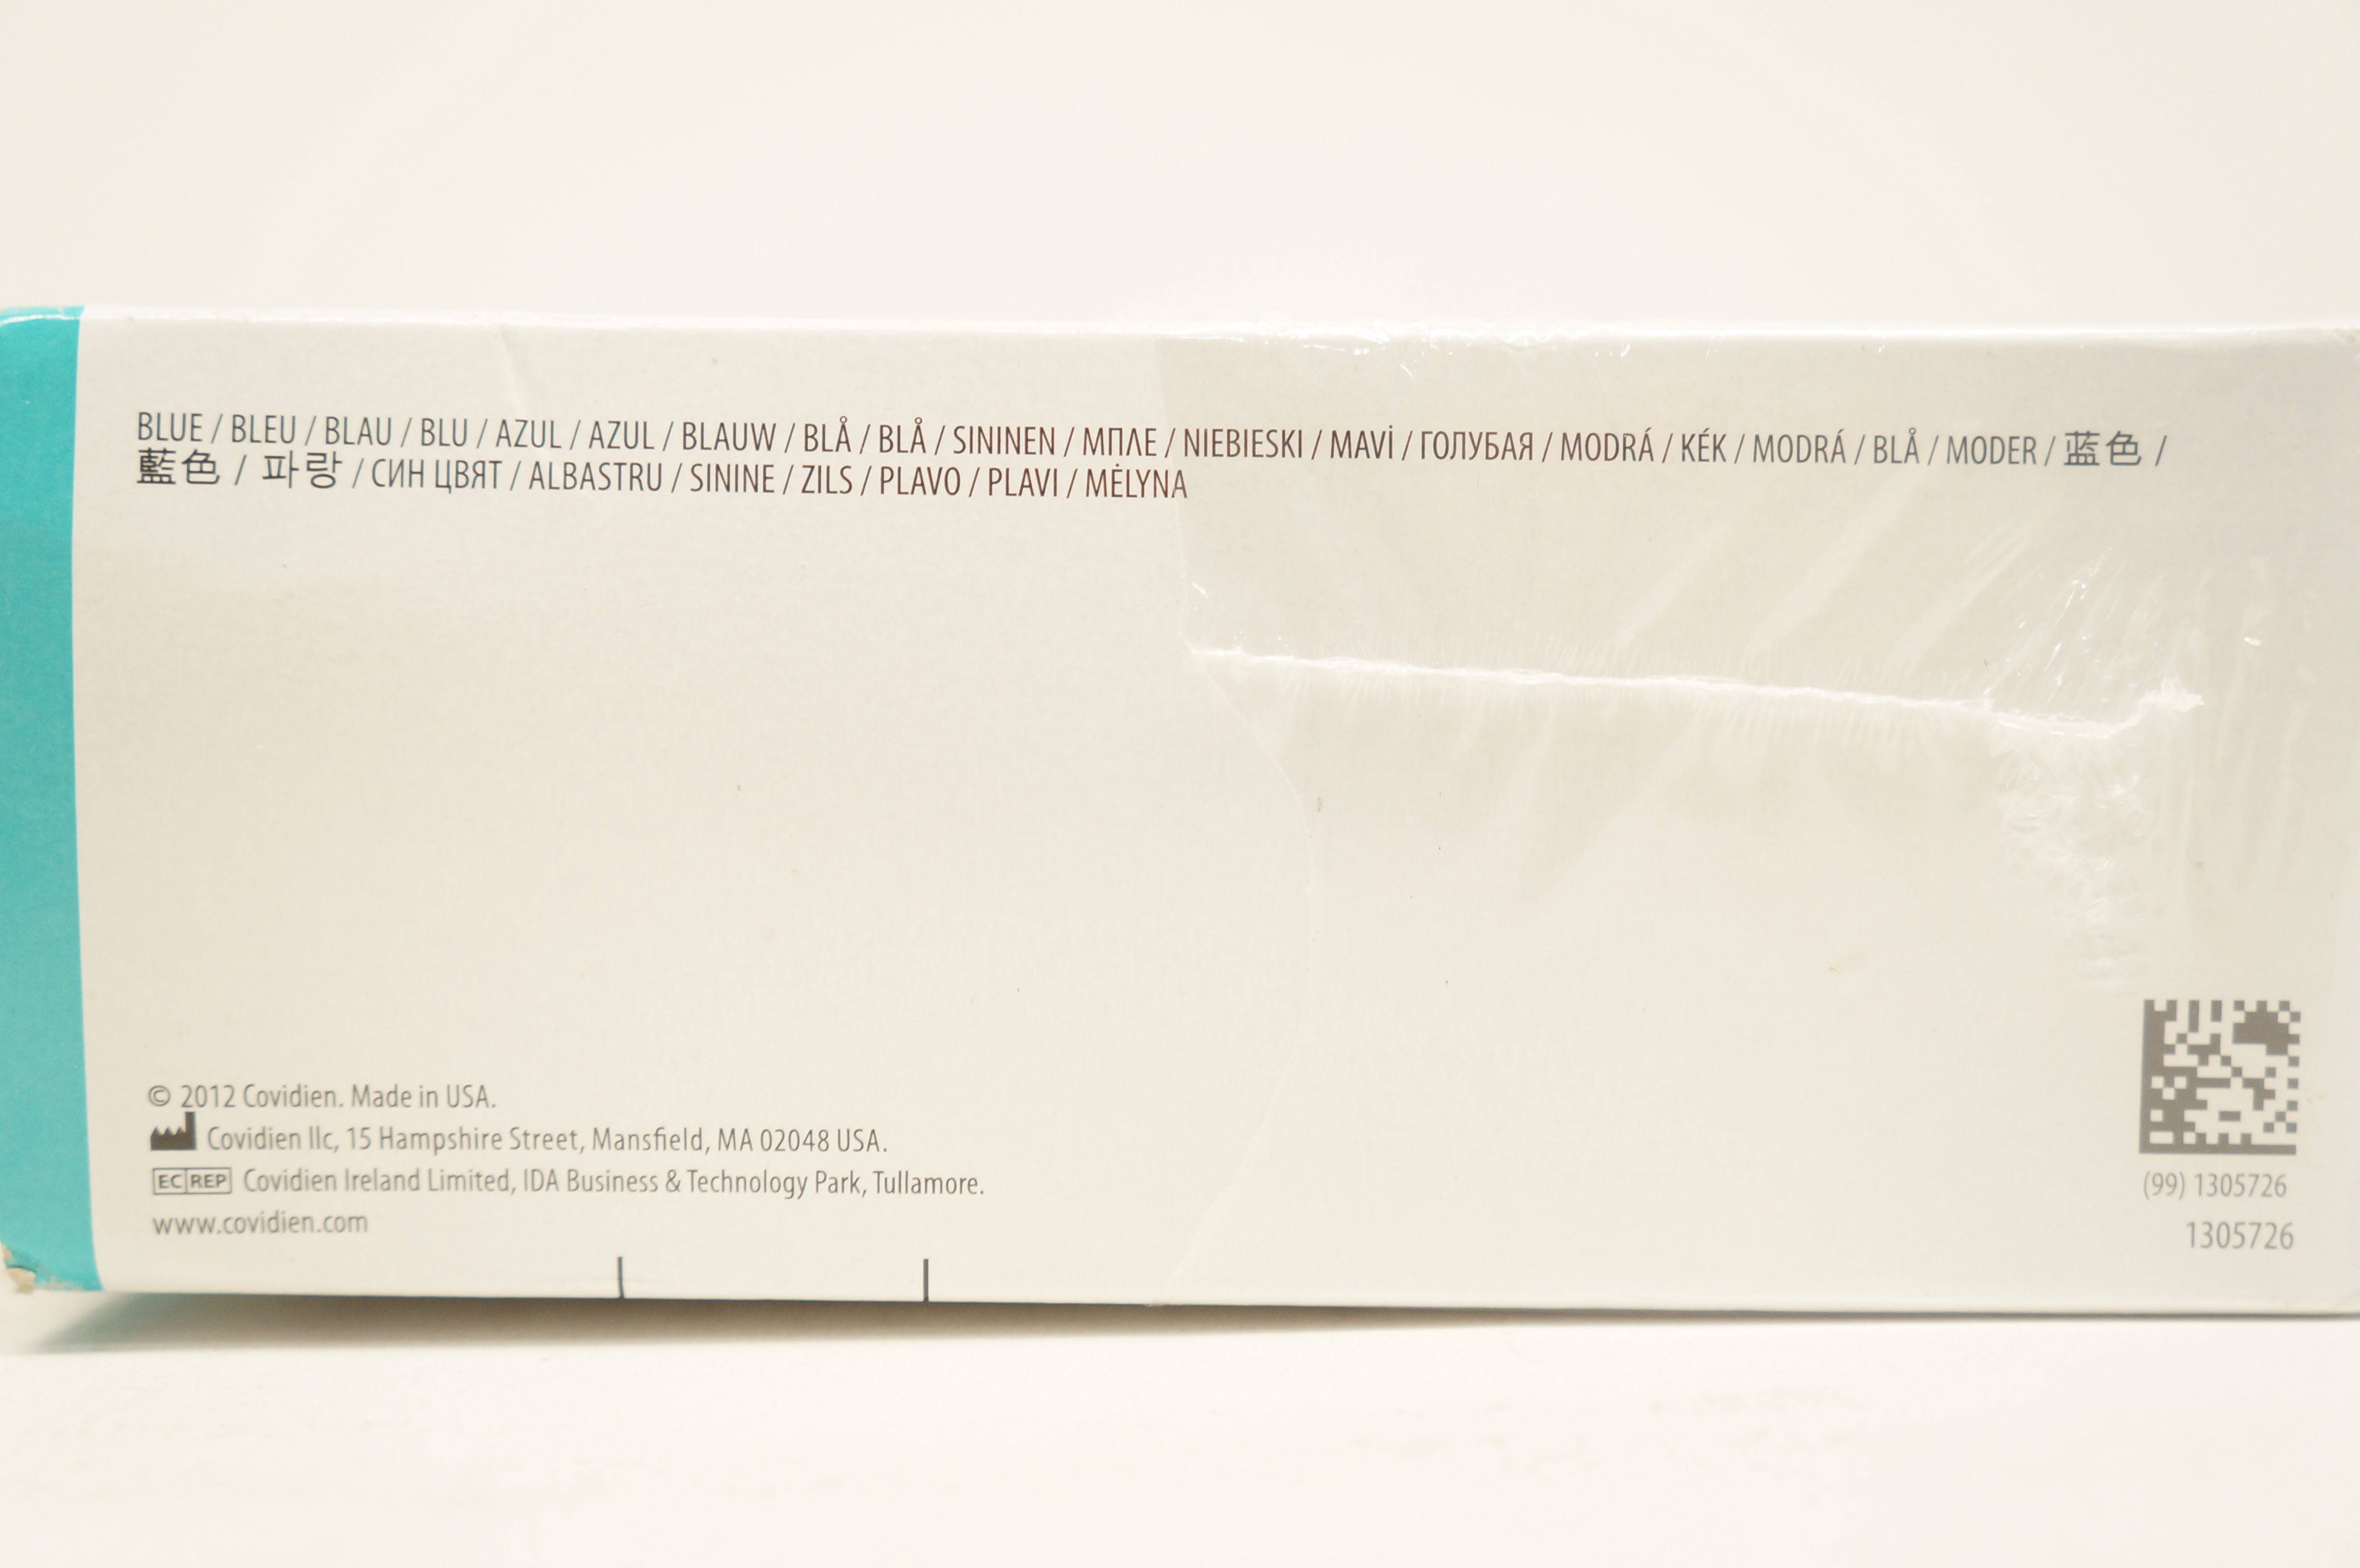 BLUE / BLEU / BLAU / BLU / AZUL / AZUL / BLAUW / BLÅ / BLÅ / SININEN / ΜΠΛΕ / NIEBIESKI / MAVİ / ГОЛУБАЯ / MODRÁ / KÉK / MODRÁ / BLÅ / MODER / 蓝色 /
藍色 / 파랑 / СИН ЦВЯТ / ALBASTRU / SININE / ZILS / PLAVO / PLAVI / MĖLYNA
© 2012 Covidien. Made in USA.
Covidien llc, 15 Hampshire Street, Mansfield, MA 02048 USA.
EC REP Covidien Ireland Limited, IDA Business & Technology Park, Tullamore.
www.covidien.com
(99) 1305726
1305726